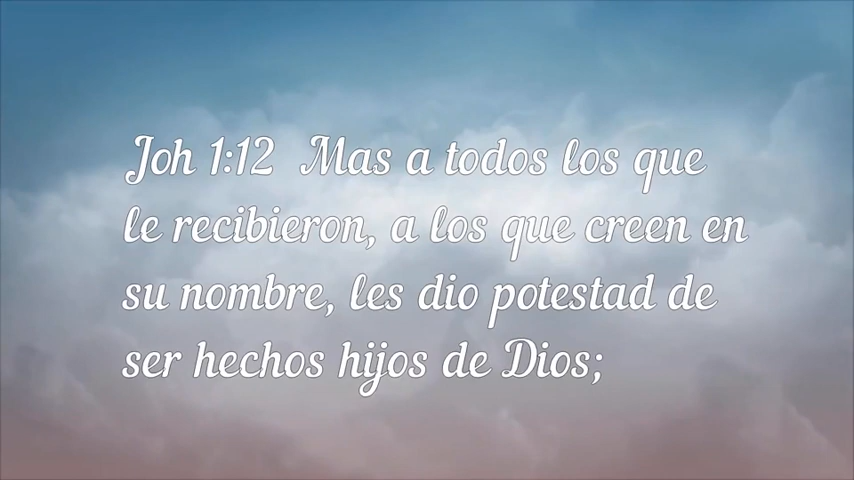 Joh 1:12  Mas a todos los que
le recibieron, a los que creen en
su nombre, les dio potestad de
ser hechos hijos de Dios;